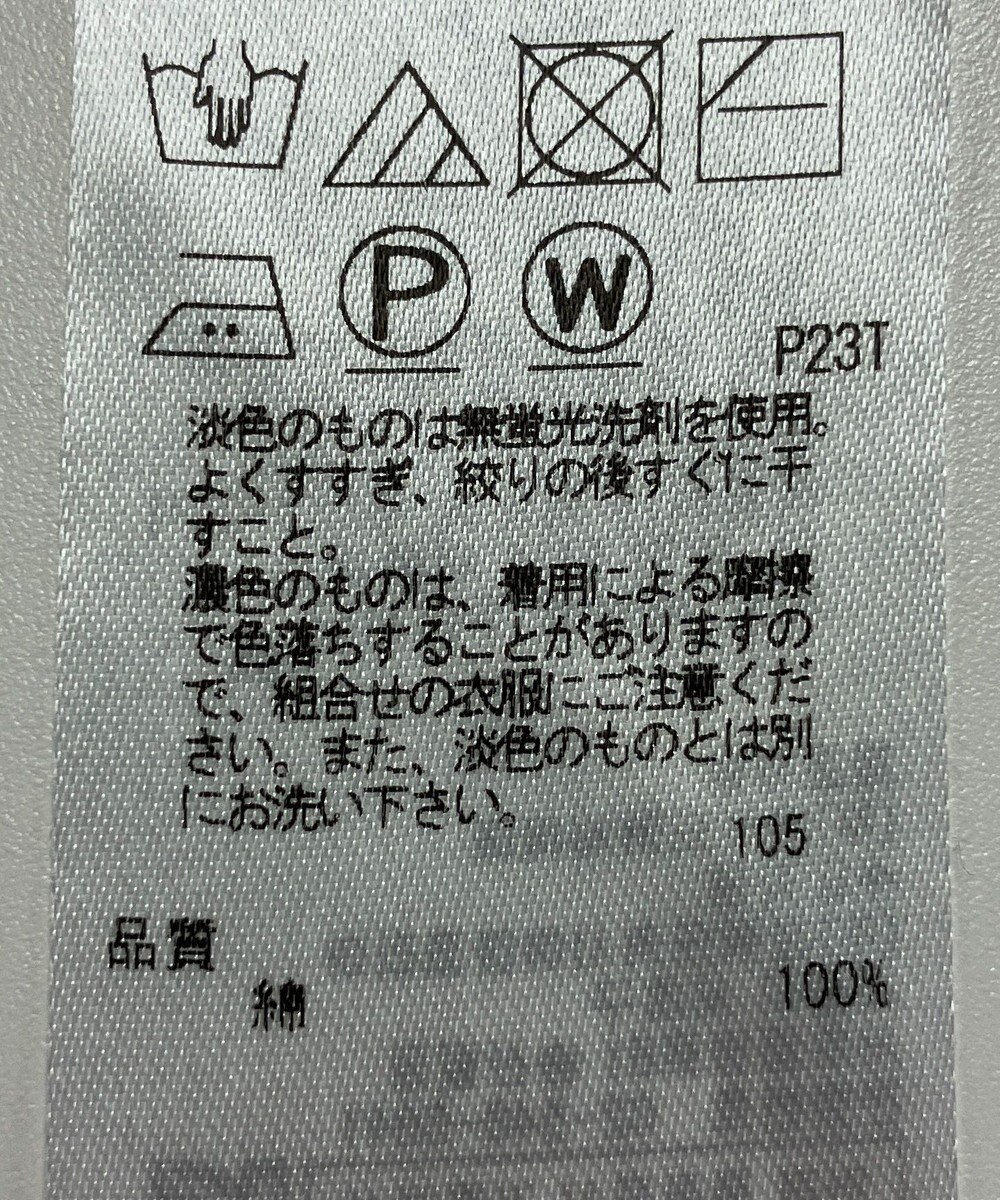 P
W
P23T
淡色のものは無蛍光洗剤を使用。
よくすすぎ、絞りの後すぐに干
すこと。
濃色のものは、着用による摩擦
で色落ちすることがありますの
で、組合せの衣服にご注意くだ
さい。また、淡色のものとは別
にお洗い下さい。
105
品質
綿 100%